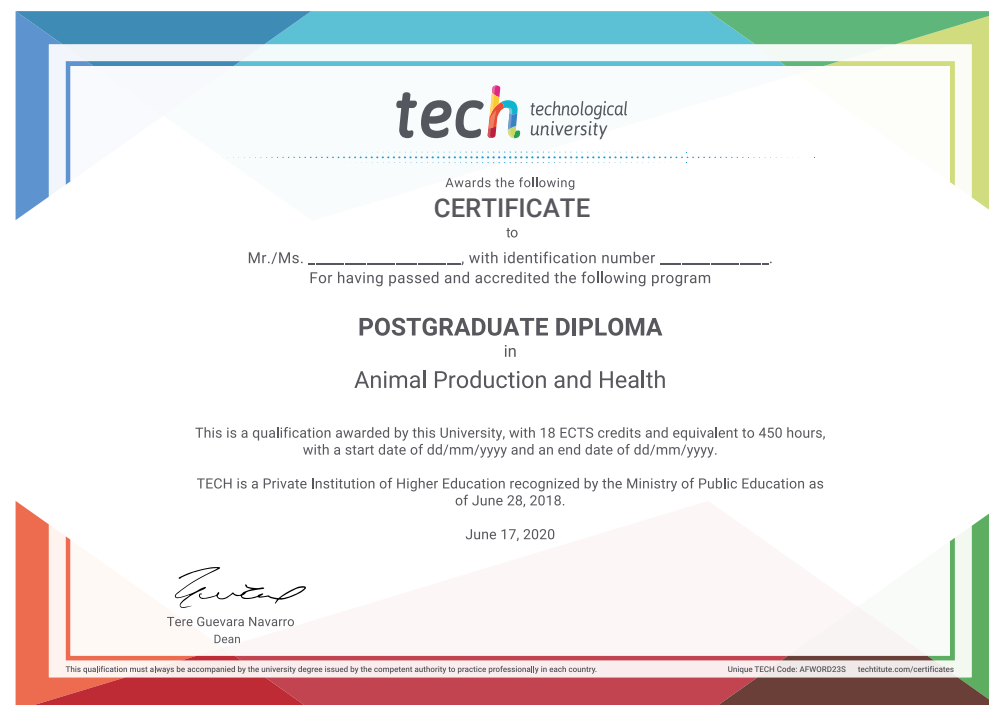 tech technological
university
Awards the following
CERTIFICATE
to
Mr./Ms. ____________________, with identification number ______________.
For having passed and accredited the following program
POSTGRADUATE DIPLOMA
in
Animal Production and Health
This is a qualification awarded by this University, with 18 ECTS credits and equivalent to 450 hours,
with a start date of dd/mm/yyyy and an end date of dd/mm/yyyy.
TECH is a Private Institution of Higher Education recognized by the Ministry of Public Education as
of June 28, 2018.
June 17, 2020
Tere Guevara Navarro
Dean
This qualification must always be accompanied by the university degree issued by the competent authority to practice professionally in each country.
Unique TECH Code: AFWORD23S techtitute.com/certificates